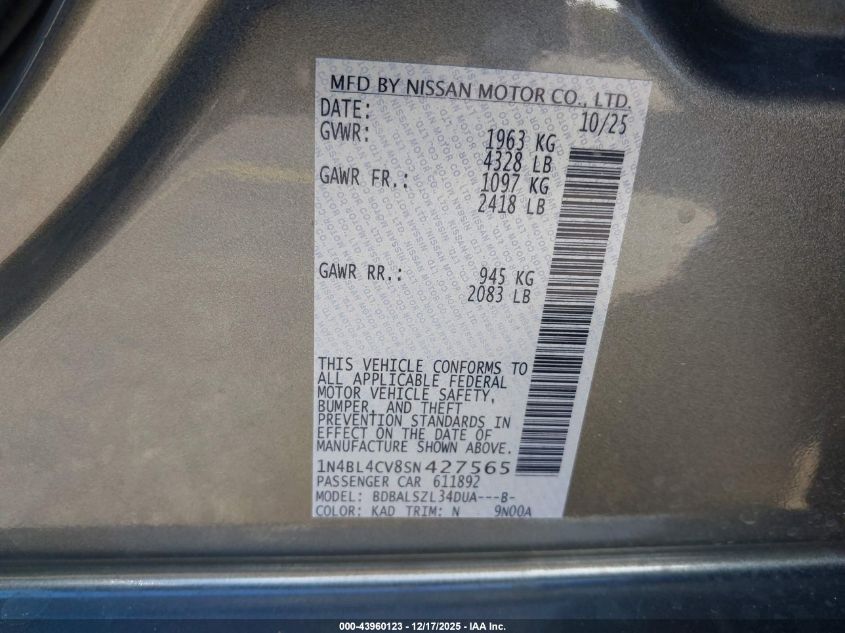 MFD BY NISSAN MOTOR CO., LTD.
DATE: 10/25
GVWR: 1963 KG
4328 LB
GAWR FR.: 1097 KG
2418 LB
GAWR RR.: 945 KG
2083 LB
THIS VEHICLE CONFORMS TO
ALL APPLICABLE FEDERAL
MOTOR VEHICLE SAFETY,
BUMPER, AND THEFT
PREVENTION STANDARDS IN
EFFECT ON THE DATE OF
MANUFACTURE SHOWN ABOVE.
1N4BL4CV8SN427565
PASSENGER CAR 611892
MODEL: BDBALSZL34DUA---B-
COLOR: KAD TRIM: N 9N00A
000-43960123 — 12/17/2025 — IAA Inc.